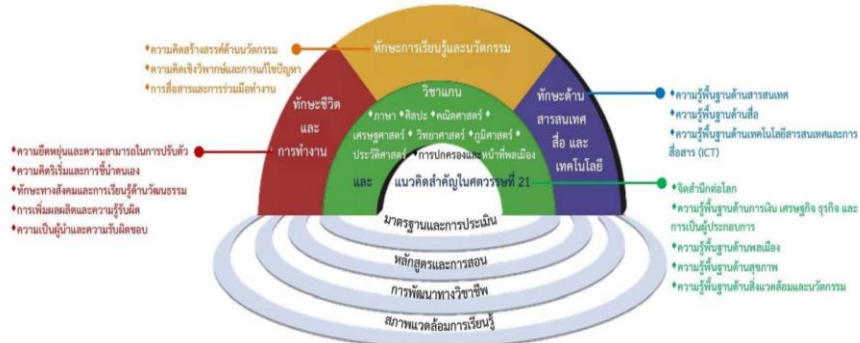 ทักษะการเรียนรู้และนวัตกรรม
♦ความคิดสร้างสรรค์ด้านนวัตกรรม
♦ความคิดเชิงวิพากษ์และการแก้ไขปัญหา
♦การสื่อสารและการร่วมมือทำงาน
ทักษะชีวิต
และ
การทำงาน
♦ความยืดหยุ่นและความสามารถในการปรับตัว
♦ความคิดริเริ่มและการชี้นำตนเอง
♦ทักษะทางสังคมและการเรียนรู้ด้านวัฒนธรรม
♦การเพิ่มผลผลิตและความรู้รับผิด
♦ความเป็นผู้นำและความรับผิดชอบ
วิชาแกน
♦ภาษา ♦ศิลปะ ♦คณิตศาสตร์♦
เศรษฐศาสตร์♦ วิทยาศาสตร์ ♦ภูมิศาสตร์♦
ประวัติศาสตร์ ♦การปกครองและหน้าที่พลเมือง
และ แนวคิดสำคัญในศตวรรษที่ 21
ทักษะด้าน
สารสนเทศ
สื่อ และ
เทคโนโลยี
♦ความรู้พื้นฐานด้านสารสนเทศ
♦ความรู้พื้นฐานด้านสื่อ
♦ความรู้พื้นฐานด้านเทคโนโลยีสารสนเทศและการ
สื่อสาร (ICT)
♦จิตสำนึกต่อโลก
♦ความรู้พื้นฐานด้านการเงิน เศรษฐกิจ ธุรกิจ และ
การเป็นผู้ประกอบการ
♦ความรู้พื้นฐานด้านพลเมือง
♦ความรู้พื้นฐานด้านสุขภาพ
♦ความรู้พื้นฐานด้านสิ่งแวดล้อมและนวัตกรรม
มาตรฐานและการประเมิน
หลักสูตรและการสอน
การพัฒนาทางวิชาชีพ
สภาพแวดล้อมการเรียนรู้